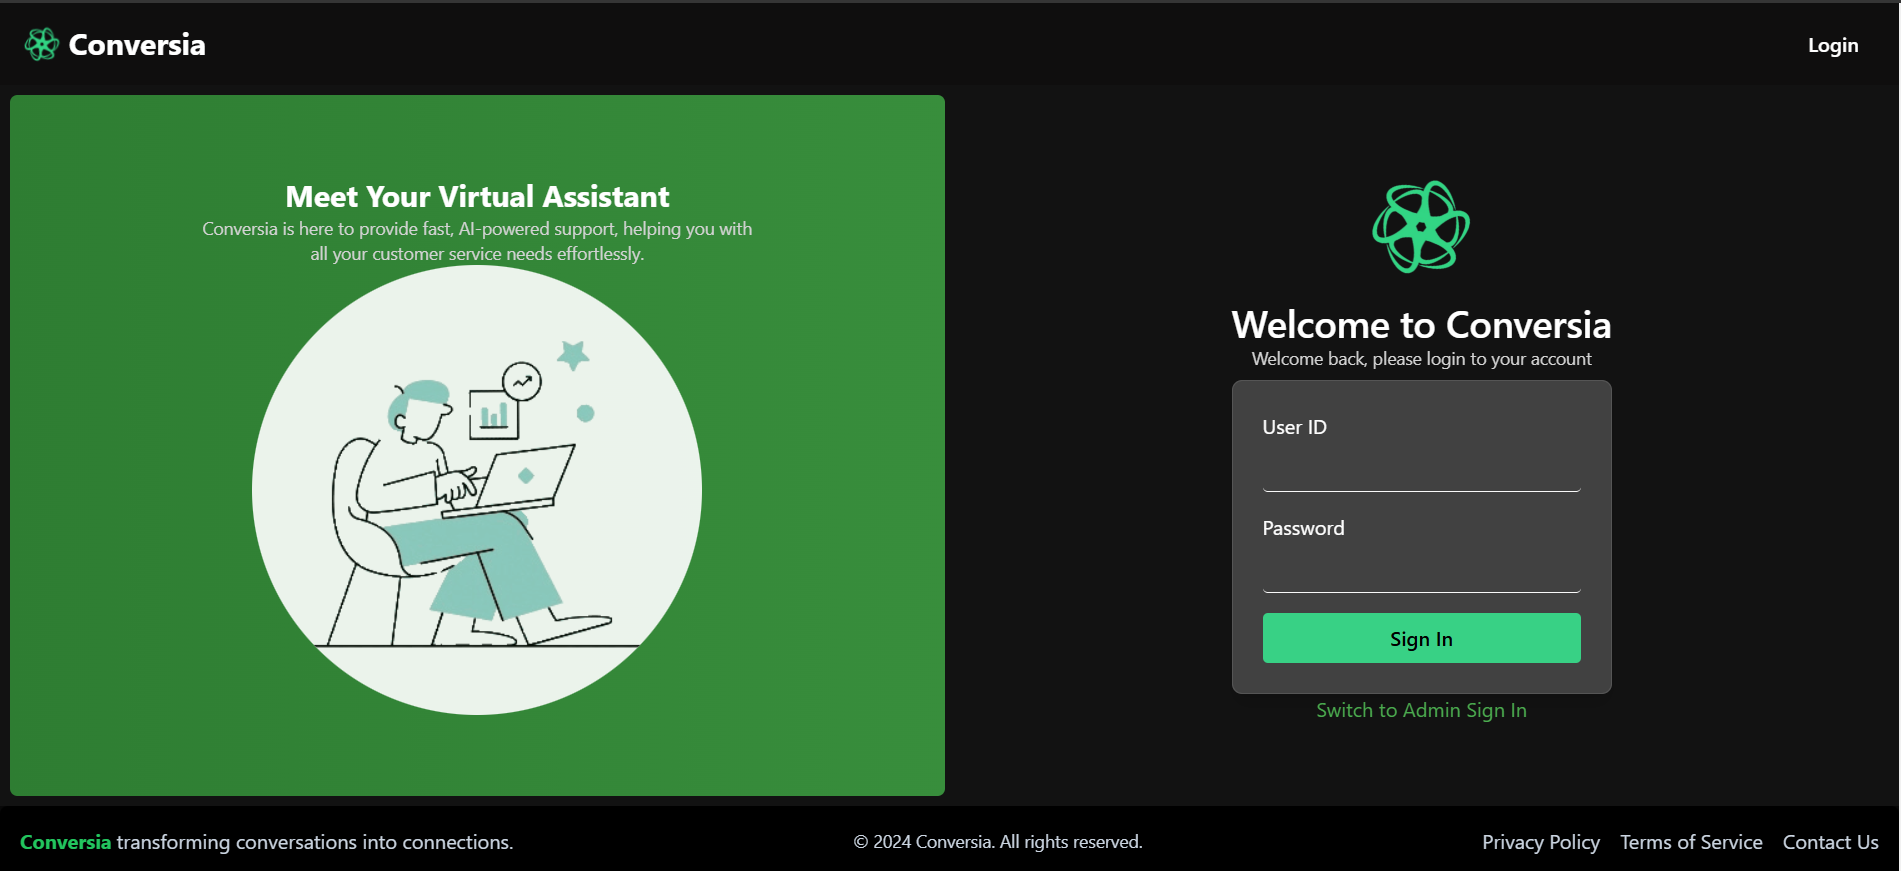 Conversia
Login
Meet Your Virtual Assistant
Conversia is here to provide fast, AI-powered support, helping you with
all your customer service needs effortlessly.
Welcome to Conversia
Welcome back, please login to your account
User ID
Password
Sign In
Switch to Admin Sign In
Conversia transforming conversations into connections.
© 2024 Conversia. All rights reserved.
Privacy Policy
Terms of Service
Contact Us